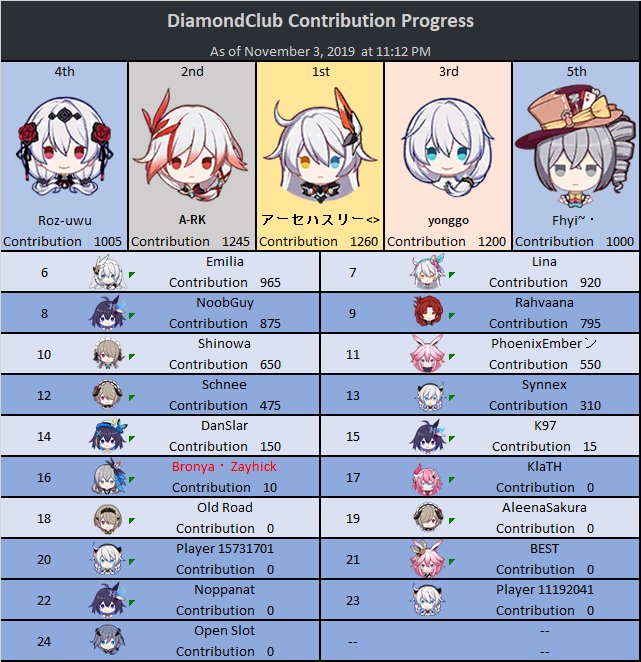 DiamondClub Contribution Progress
As of November 3, 2019 at 11:12 PM
4th
2nd
1st
3rd
5th
Roz-uwu
A-RK
アーセハスリー<>
yonggo
Fhyi~・
Contribution 1005
Contribution 1245
Contribution 1260
Contribution 1200
Contribution 1000
6
Emilia
Contribution 965
7
Lina
Contribution 920
8
NoobGuy
Contribution 875
9
Rahvaana
Contribution 795
10
Shinowa
Contribution 650
11
PhoenixEmberン
Contribution 550
12
Schnee
Contribution 475
13
Synnex
Contribution 310
14
DanSlar
Contribution 150
15
K97
Contribution 15
16
Bronya・Zayhick
Contribution 10
17
KlaTH
Contribution 0
18
Old Road
Contribution 0
19
AleenaSakura
Contribution 0
20
Player 15731701
Contribution 0
21
BEST
Contribution 0
22
Noppanat
Contribution 0
23
Player 11192041
Contribution 0
24
Open Slot
Contribution 0
--
--
--